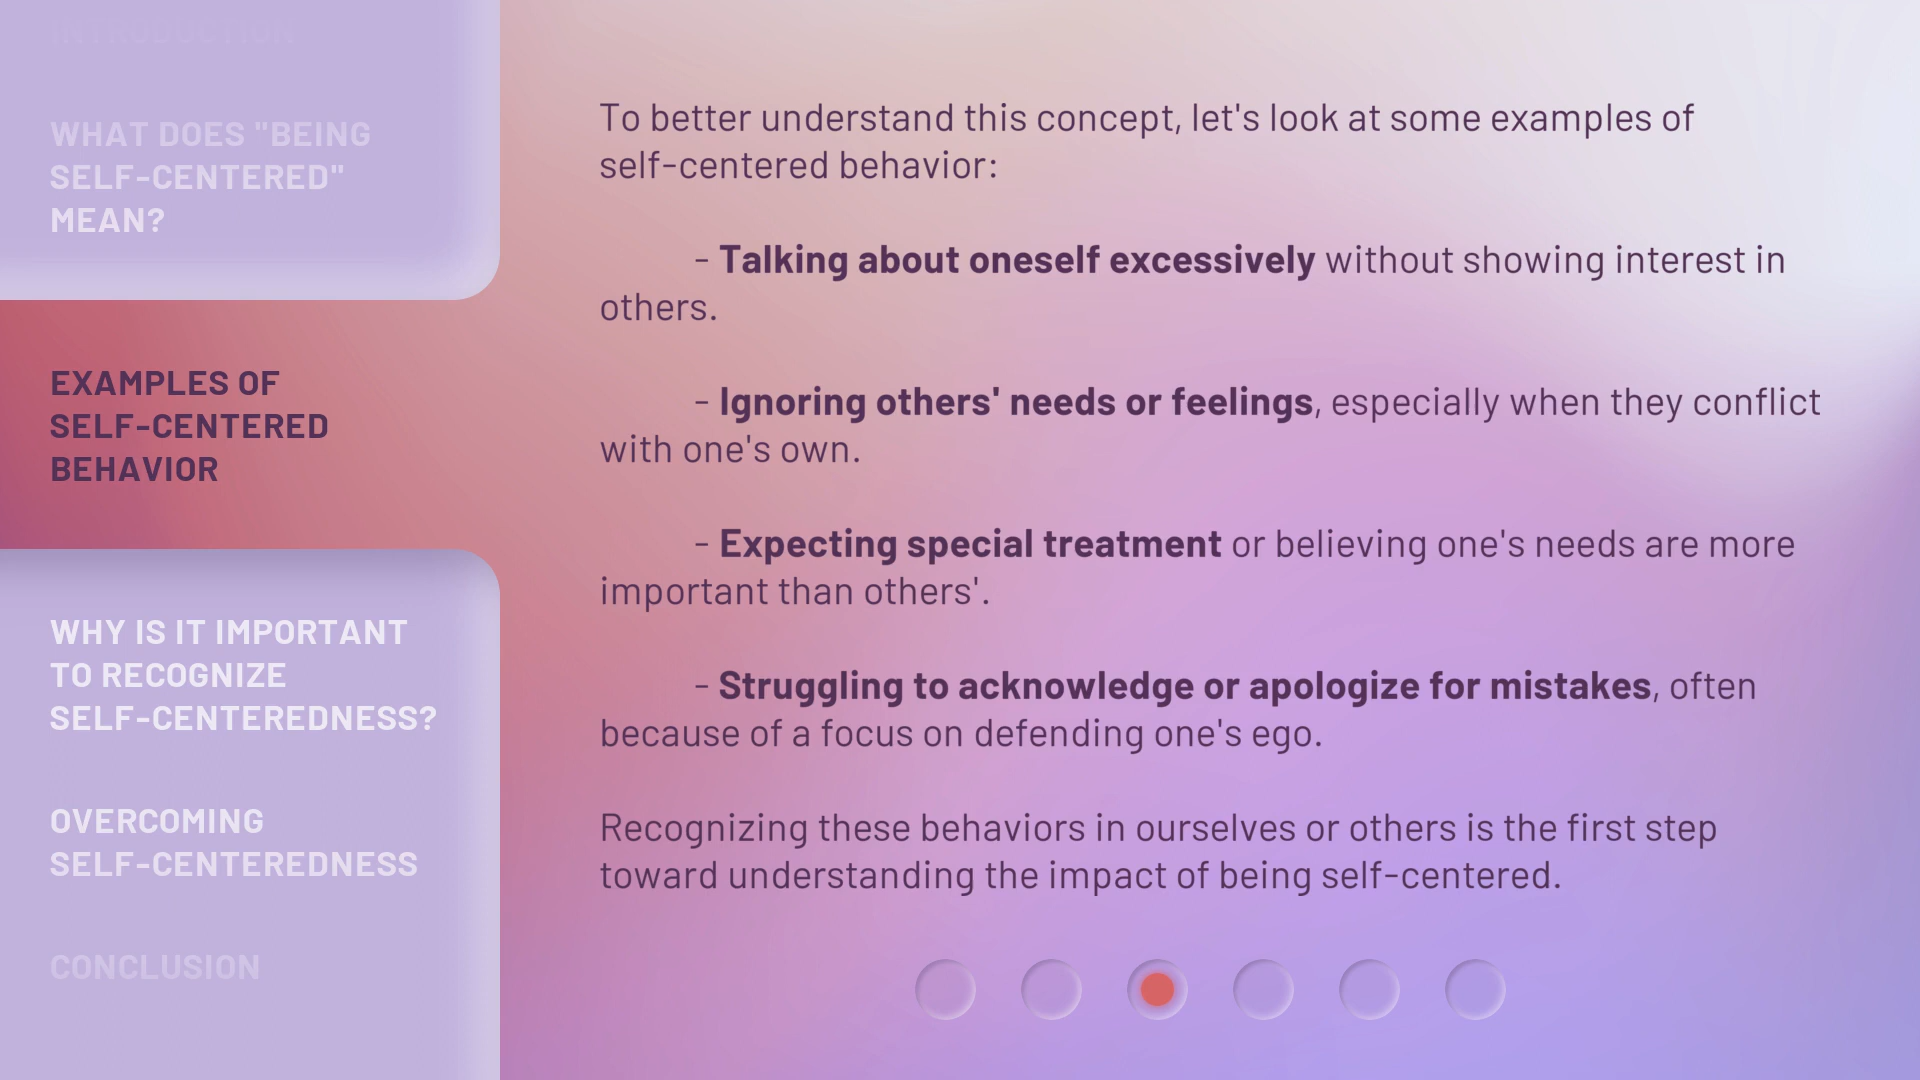 INTRODUCTION
WHAT DOES "BEING
SELF-CENTERED"
MEAN?
EXAMPLES OF
SELF-CENTERED
BEHAVIOR
WHY IS IT IMPORTANT
TO RECOGNIZE
SELF-CENTEREDNESS?
OVERCOMING
SELF-CENTEREDNESS
CONCLUSION
To better understand this concept, let's look at some examples of
self-centered behavior:
- Talking about oneself excessively without showing interest in
others.
- Ignoring others' needs or feelings, especially when they conflict
with one's own.
- Expecting special treatment or believing one's needs are more
important than others'.
- Struggling to acknowledge or apologize for mistakes, often
because of a focus on defending one's ego.
Recognizing these behaviors in ourselves or others is the first step
toward understanding the impact of being self-centered.